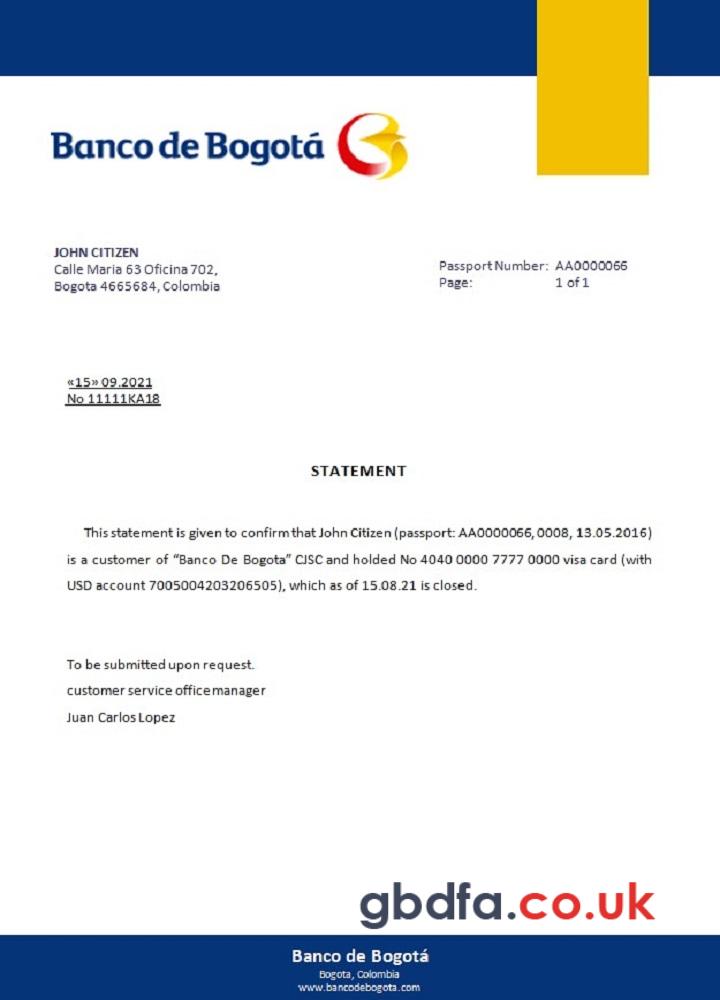 Banco de Bogotá
JOHN CITIZEN
Calle Maria 63 Oficina 702,
Bogota 4665684, Colombia
Passport Number: AA0000066
Page: 1 of 1
«15» 09.2021
No 11111KA18
STATEMENT
This statement is given to confirm that John Citizen (passport: AA0000066, 0008, 13.05.2016)
is a customer of “Banco De Bogota” CJSC and holded No 4040 0000 7777 0000 visa card (with
USD account 7005004203206505), which as of 15.08.21 is closed.
To be submitted upon request.
customer service office manager
Juan Carlos Lopez
gbdfa.co.uk
Banco de Bogotá
Bogota, Colombia
www.bancodebogota.com